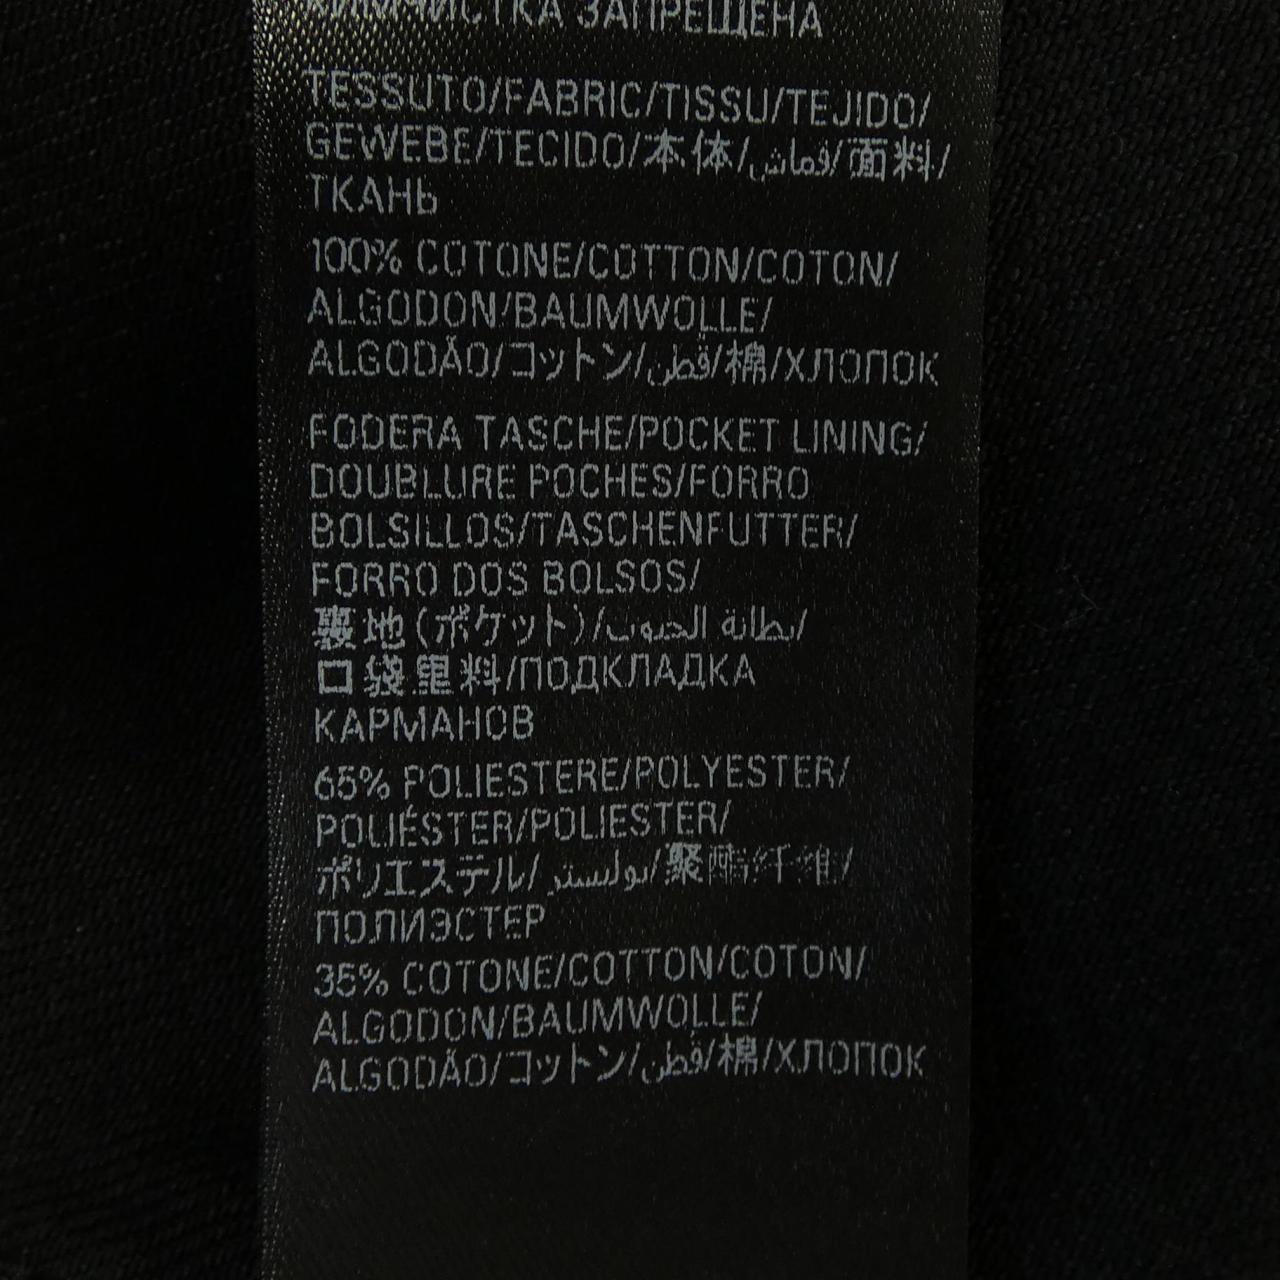 ХИМЧИСТКА ЗАПРЕЩЕНА
TESSUTO/FABRIC/TISSU/TEJIDO/
GEWEBE/TECIDO/本体/قماش/面料/
ТКАНЬ
100% COTONE/COTTON/COTON/
ALGODON/BAUMWOLLE/
ALGODÃO/コットン/قطن/棉/ХЛОПОК
FODERA TASCHE/POCKET LINING/
DOUBLURE POCHES/FORRO
BOLSILLOS/TASCHENFUTTER/
FORRO DOS BOLSOS/
裏地(ポケット)/بطانة الجيوب/
口袋里料/ПОДКЛАДКА
КАРМАНОВ
65% POLIESTERE/POLYESTER/
POLIÉSTER/POLIESTER/
ポリエステル/بوليستر/聚酯纤维/
ПОЛИЭСТЕР
35% COTONE/COTTON/COTON/
ALGODON/BAUMWOLLE/
ALGODÃO/コットン/قطن/棉/ХЛОПОК